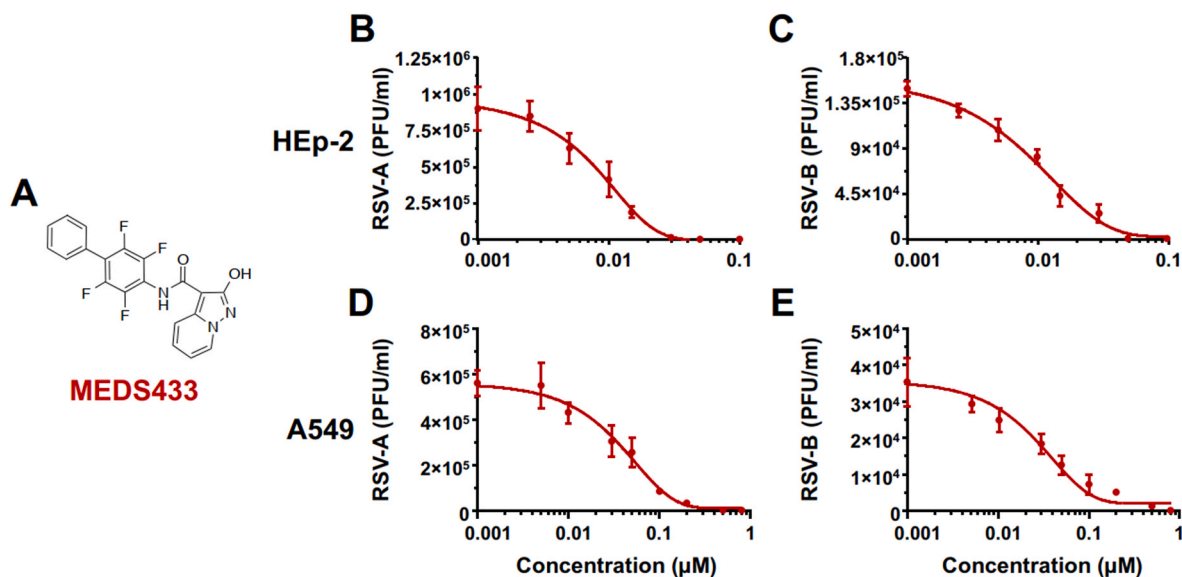 A
F
F
F
F
O
N
H
OH
N
N
MEDS433
HEp-2
B
RSV-A (PFU/ml)
1.25×10⁶
1×10⁶
7.5×10⁵
5×10⁵
2.5×10⁵
0
0.001
0.01
0.1
C
RSV-B (PFU/ml)
1.8×10⁵
1.35×10⁵
9×10⁴
4.5×10⁴
0
0.001
0.01
0.1
A549
D
RSV-A (PFU/ml)
8×10⁵
6×10⁵
4×10⁵
2×10⁵
0
0.001
0.01
0.1
1
Concentration (µM)
E
RSV-B (PFU/ml)
5×10⁴
4×10⁴
3×10⁴
2×10⁴
1×10⁴
0
0.001
0.01
0.1
1
Concentration (µM)